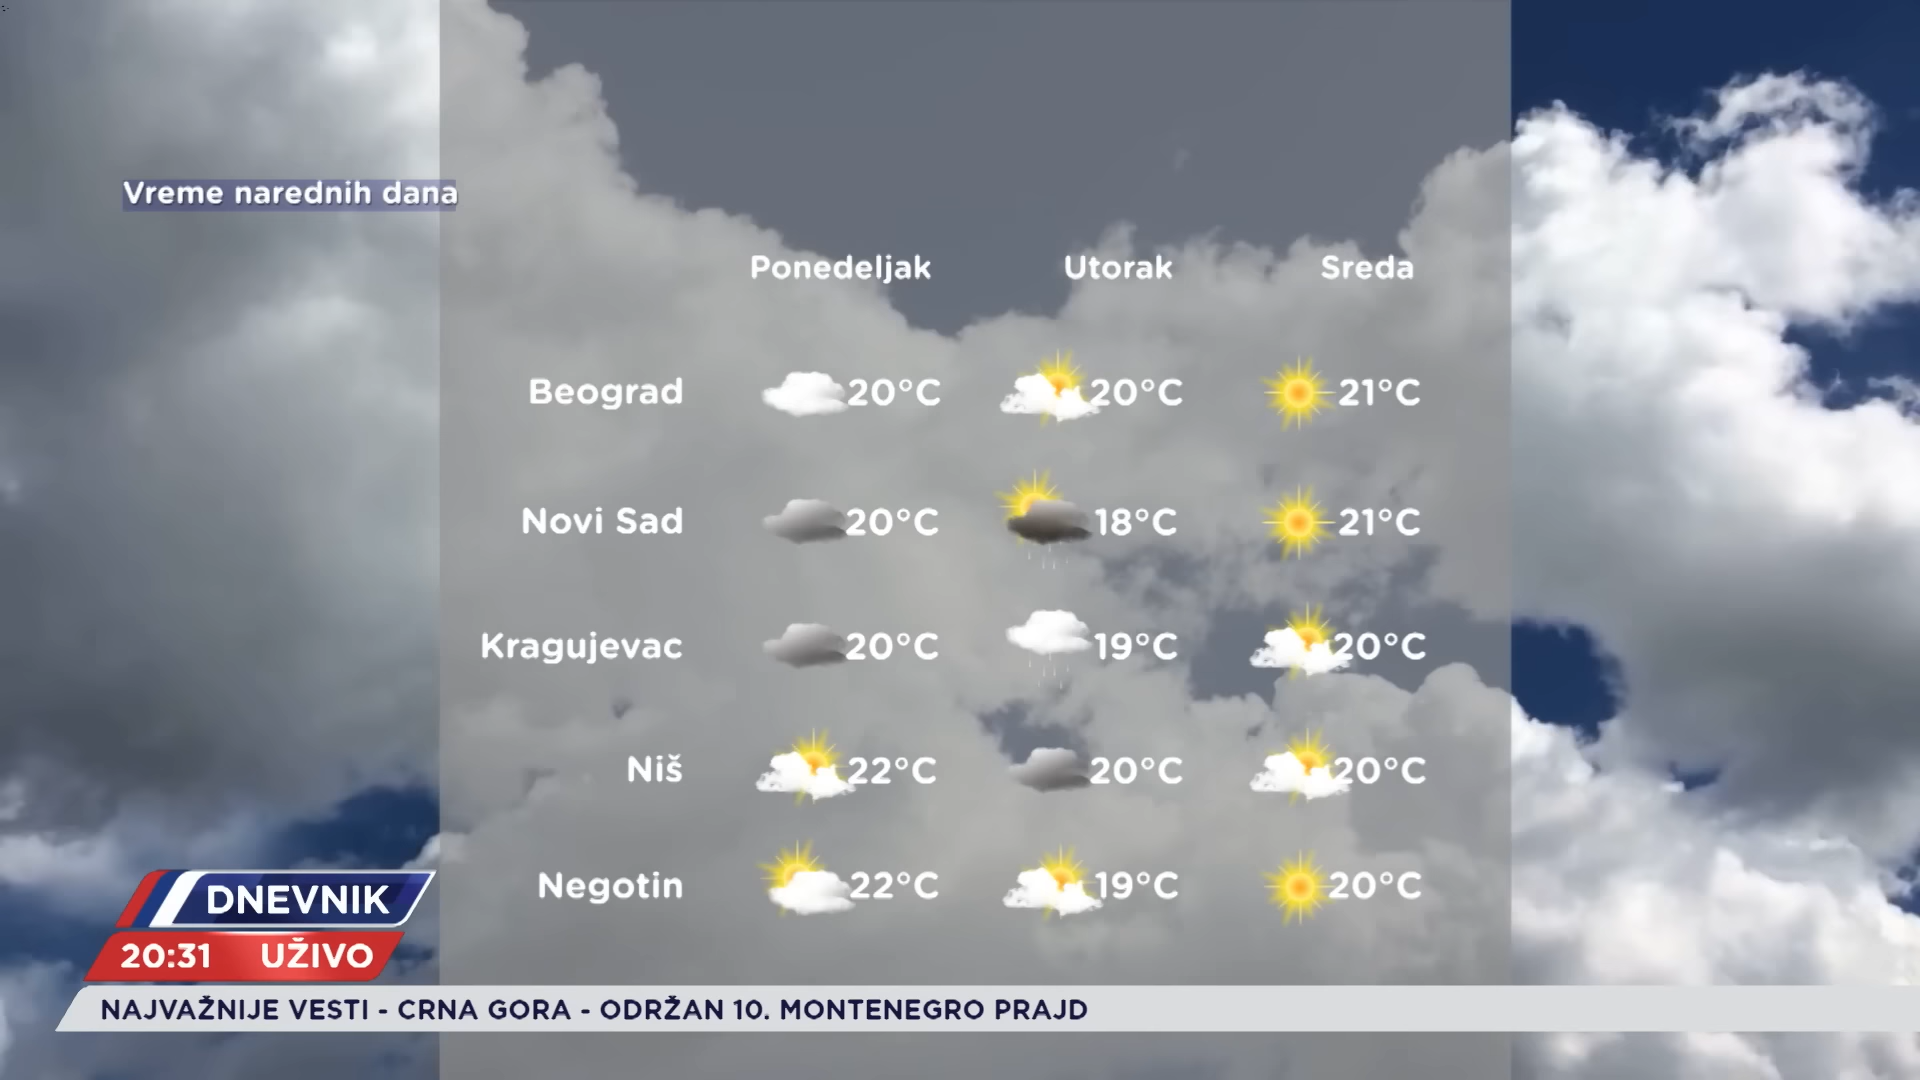 Vreme narednih dana
Ponedeljak Utorak Sreda
Beograd 20°C 20°C 21°C
Novi Sad 20°C 18°C 21°C
Kragujevac 20°C 19°C 20°C
Niš 22°C 20°C 20°C
Negotin 22°C 19°C 20°C
DNEVNIK
20:31 UŽIVO
NAJVAŽNIJE VESTI - CRNA GORA - ODRŽAN 10. MONTENEGRO PRAJD